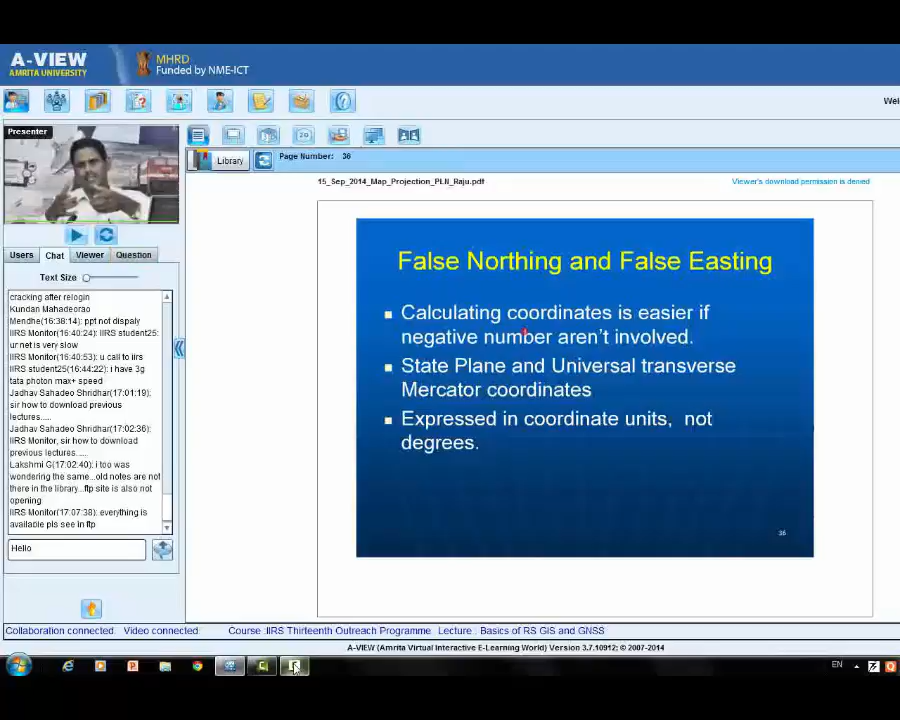 A-VIEW
AMRITA UNIVERSITY
MHRD
Funded by NME-ICT
Wel
Presenter
Library
Page Number: 36
15_Sep_2014_Map_Projection_PLN_Raju.pdf
Viewer's download permission is denied
Users
Chat
Viewer
Question
Text Size
cracking after relogin
Kundan Mahadeorao
Mendhe(16:38:14): ppt not dispaly
IIRS Monitor(16:40:24): IIRS student25:
ur net is very slow
IIRS Monitor(16:40:53): u call to iirs
IIRS student25(16:44:22): i have 3g
tata photon max+ speed
Jadhav Sahadeo Shridhar(17:01:19):
sir how to download previous
lectures.....
Jadhav Sahadeo Shridhar(17:02:36):
IIRS Monitor, sir how to download
previous lectures......
Lakshmi G(17:02:40): i too was
wondering the same...old notes are not
there in the library...ftp site is also not
opening
IIRS Monitor(17:07:38): everything is
available pls see in ftp
Hello
False Northing and False Easting
Calculating coordinates is easier if
negative number aren't involved.
State Plane and Universal transverse
Mercator coordinates
Expressed in coordinate units, not
degrees.
36
Collaboration connected. Video connected. Course :IIRS Thirteenth Outreach Programme Lecture : Basics of RS GIS and GNSS
A-VIEW (Amrita Virtual Interactive E-Learning World) Version 3.7.10912; © 2007-2014
EN